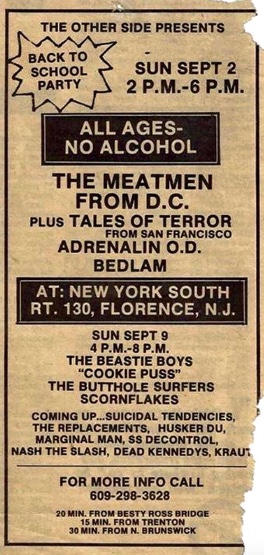 THE OTHER SIDE PRESENTS
BACK TO
SCHOOL
PARTY
SUN SEPT 2
2 P.M.-6 P.M.
ALL AGES-
NO ALCOHOL
THE MEATMEN
FROM D.C.
PLUS TALES OF TERROR
FROM SAN FRANCISCO
ADRENALIN O.D.
BEDLAM
AT: NEW YORK SOUTH
RT. 130, FLORENCE, N.J.
SUN SEPT 9
4 P.M.-8 P.M.
THE BEASTIE BOYS
"COOKIE PUSS"
THE BUTTHOLE SURFERS
SCORNFLAKES
COMING UP...SUICIDAL TENDENCIES,
THE REPLACEMENTS, HUSKER DU,
MARGINAL MAN, SS DECONTROL,
NASH THE SLASH, DEAD KENNEDYS, KRAUT
FOR MORE INFO CALL
609-298-3628
20 MIN. FROM BESTY ROSS BRIDGE
15 MIN. FROM TRENTON
30 MIN. FROM N. BRUNSWICK